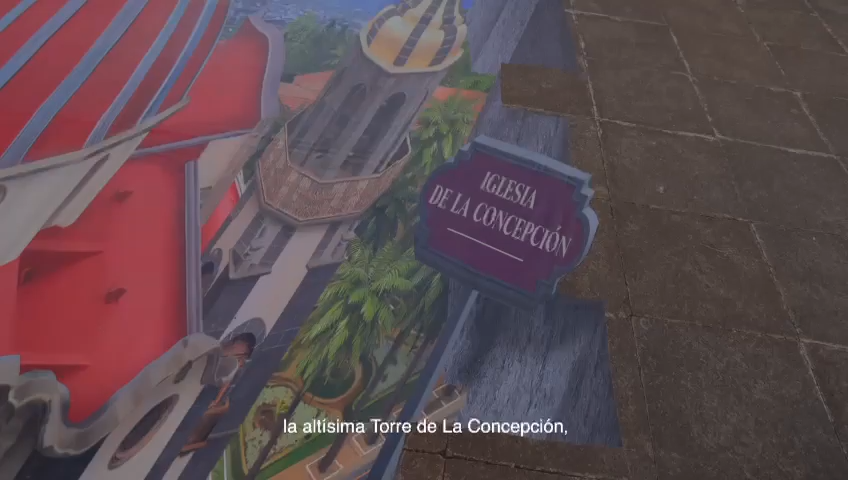 IGLESIA
DE LA CONCEPCIÓN
la altísima Torre de La Concepción,